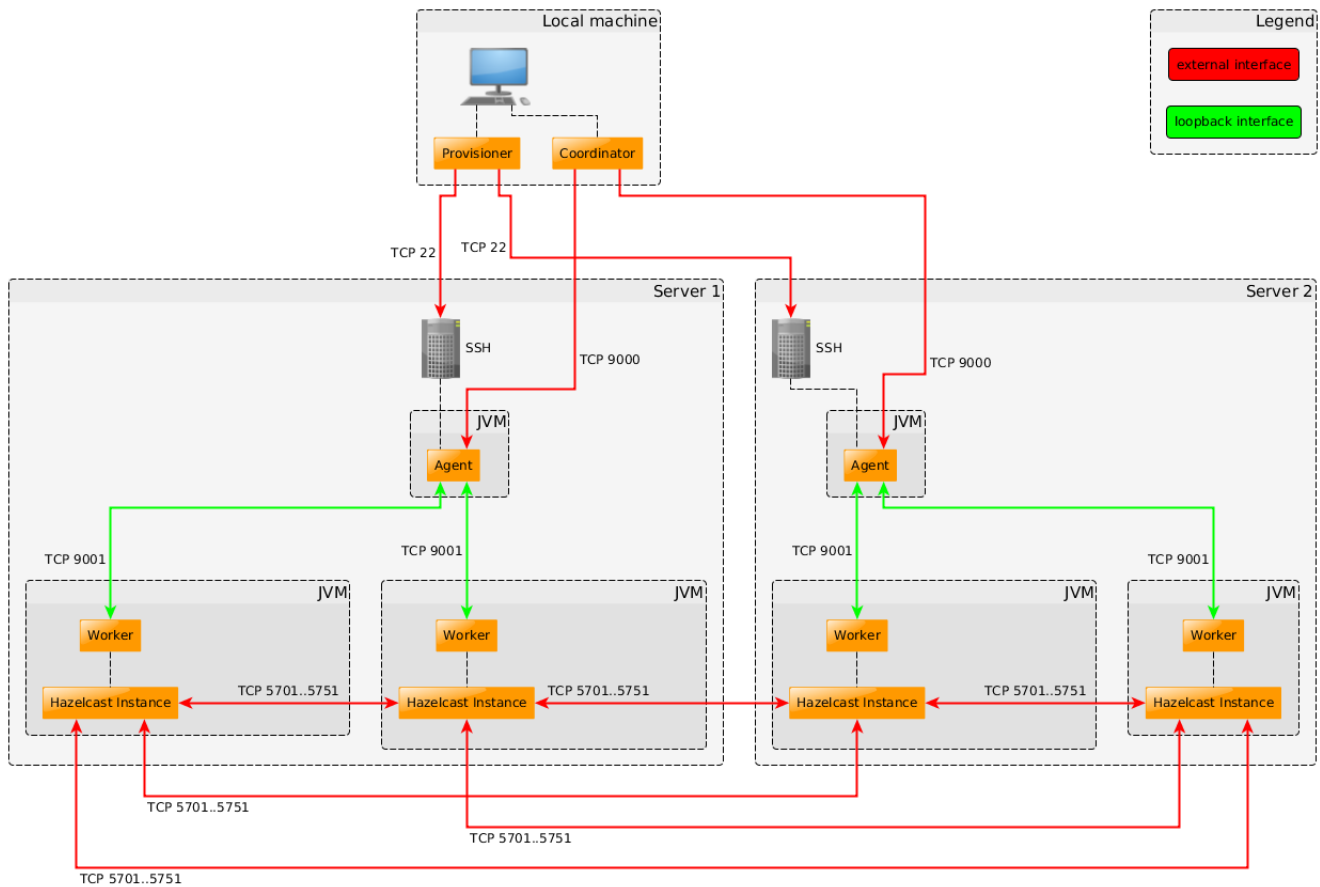 Local machine
Legend
external interface
loopback interface
Provisioner
Coordinator
TCP 22
TCP 22
Server 1
Server 2
SSH
SSH
TCP 9000
TCP 9000
JVM
JVM
Agent
Agent
TCP 9001
TCP 9001
TCP 9001
TCP 9001
JVM
JVM
JVM
JVM
Worker
Worker
Worker
Worker
Hazelcast Instance
TCP 5701..5751
Hazelcast Instance
TCP 5701..5751
Hazelcast Instance
TCP 5701..5751
Hazelcast Instance
TCP 5701..5751
TCP 5701..5751
TCP 5701..5751